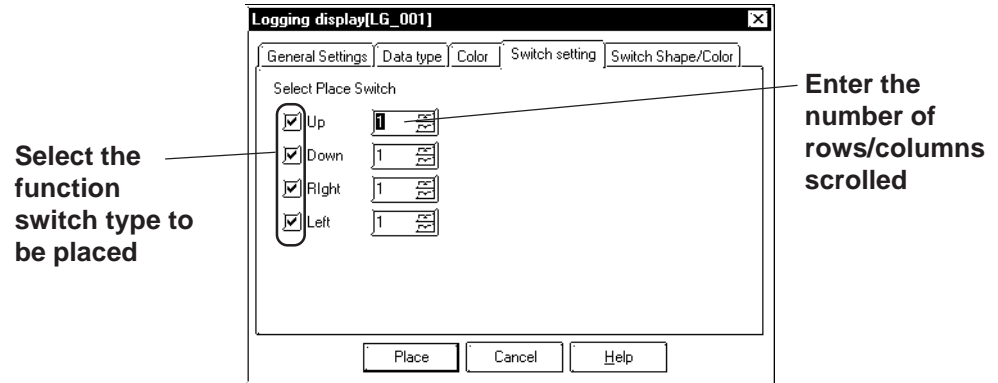 Logging display[LG_001]
General Settings Data type Color Switch setting Switch Shape/Color
Select Place Switch
Up 1
Down 1
RIght 1
Left 1
Place Cancel Help
Select the
function
switch type to
be placed
Enter the
number of
rows/columns
scrolled